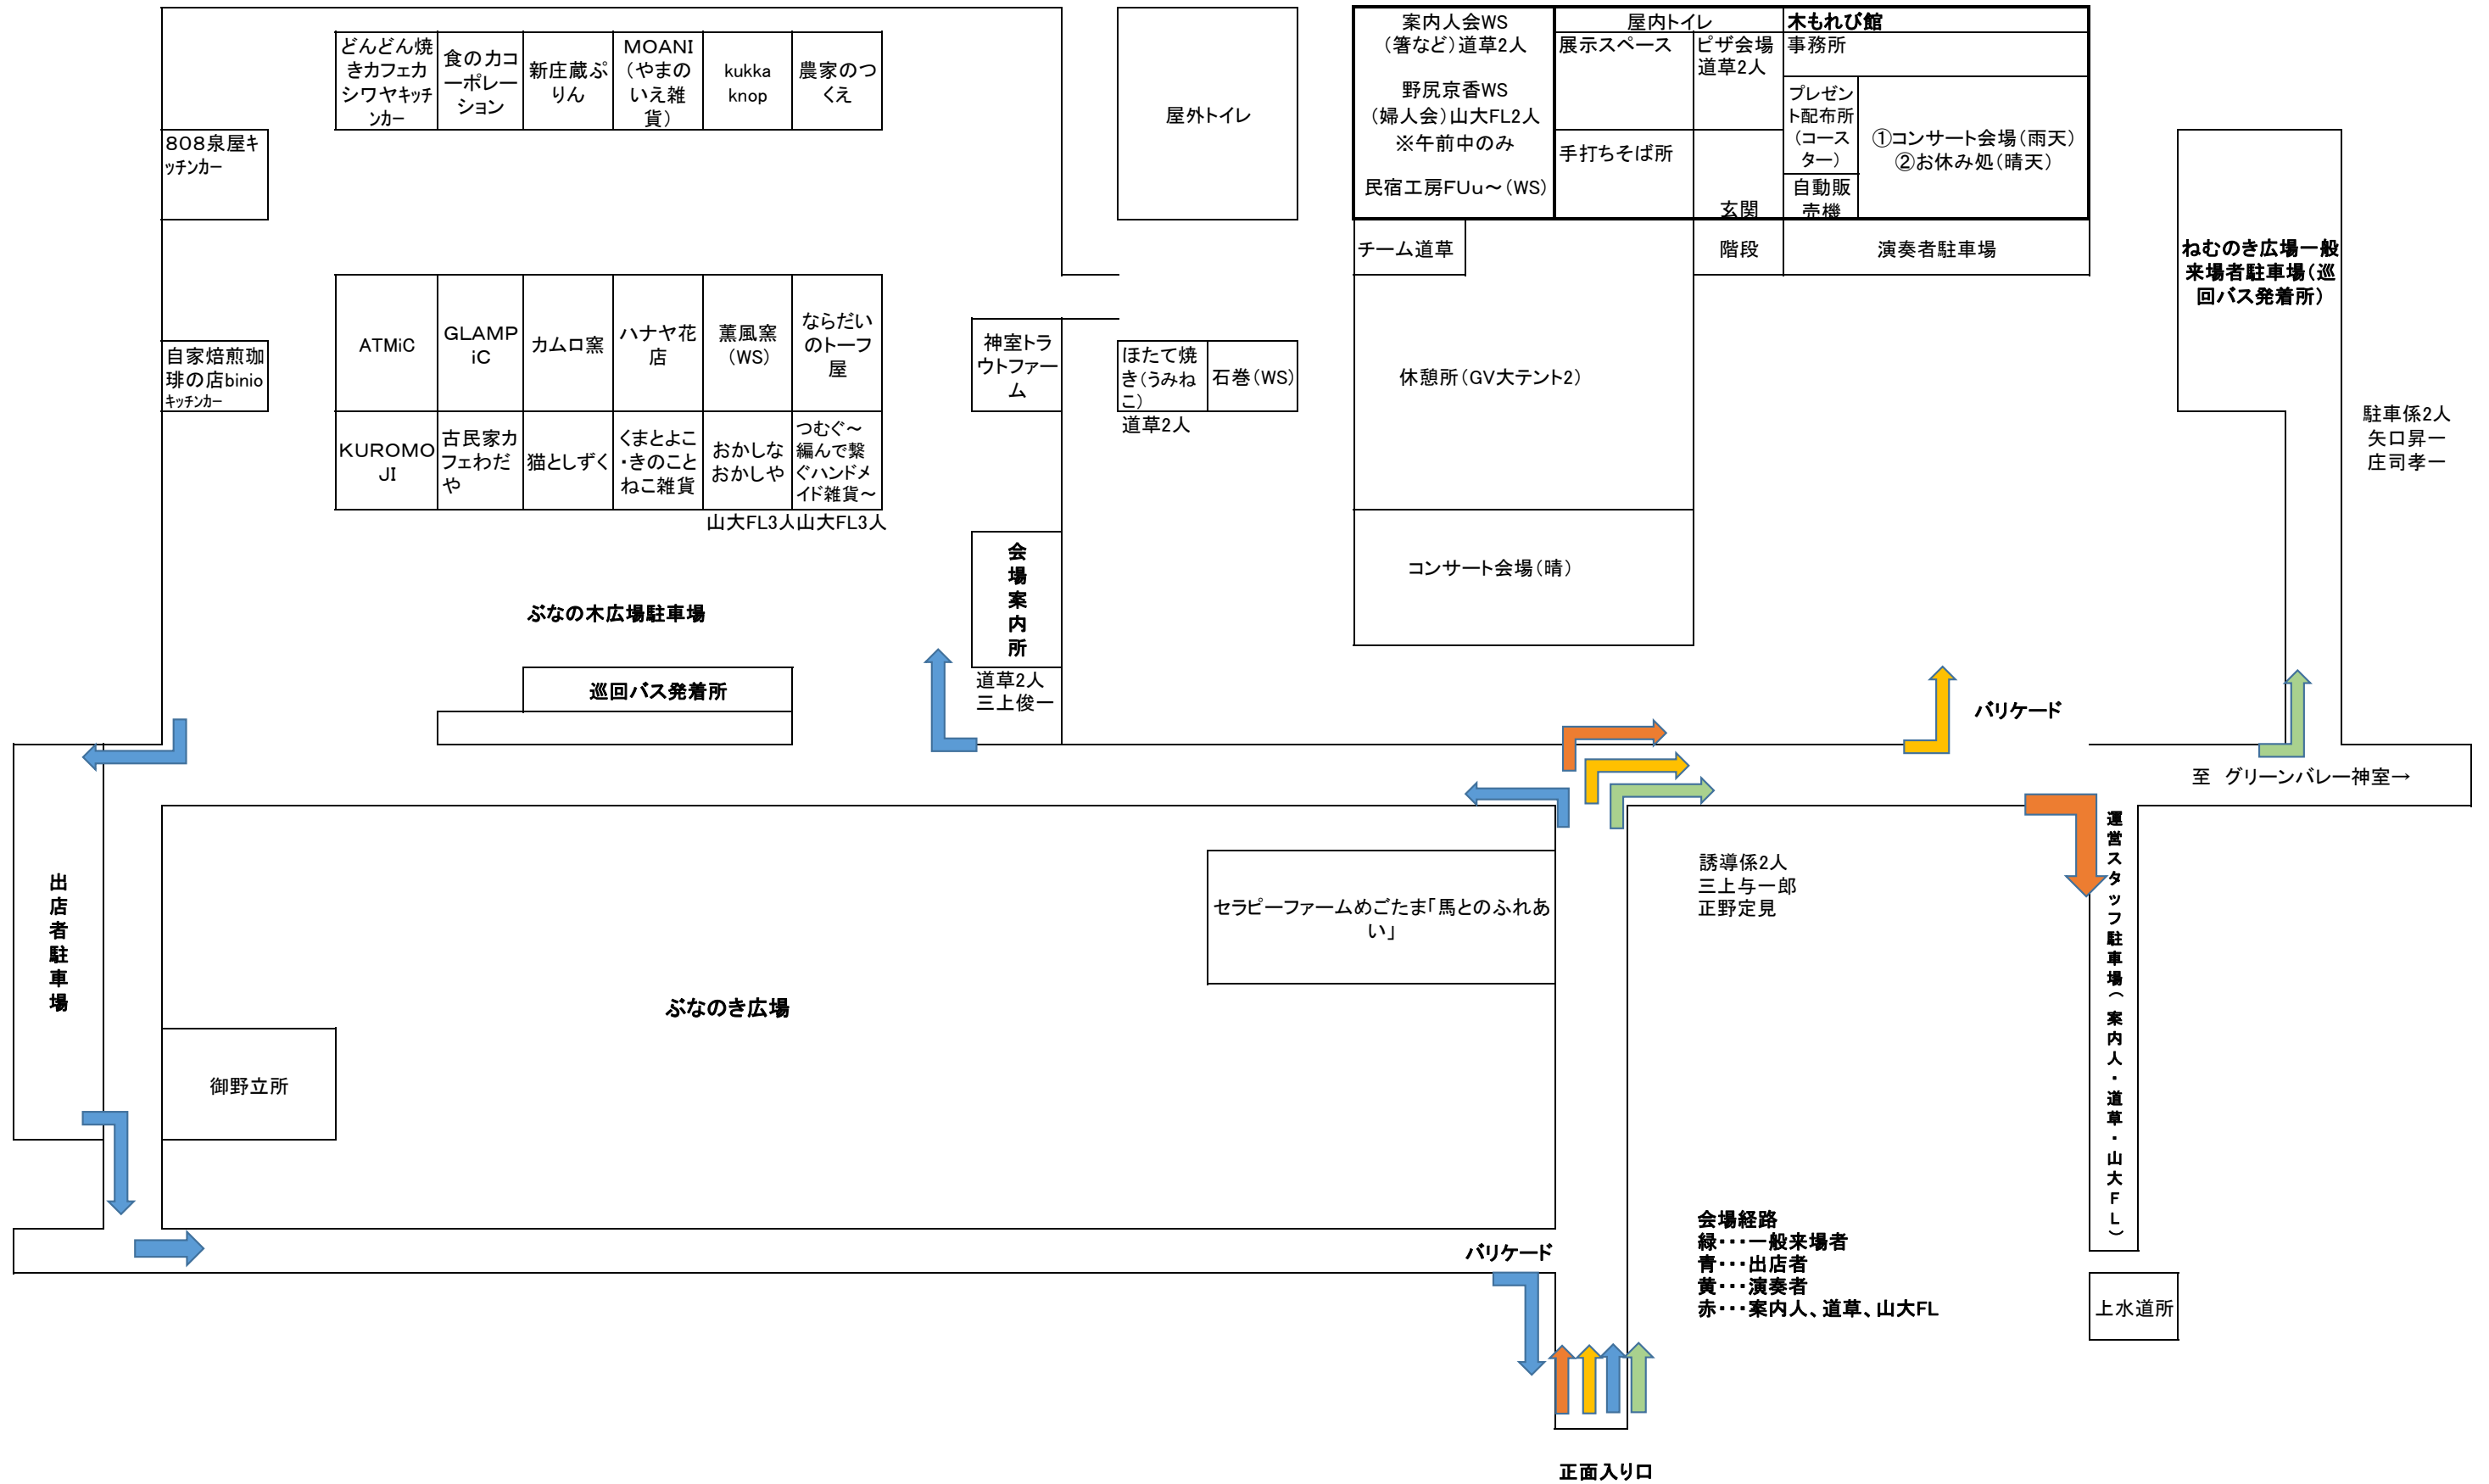 どんどん焼
きカフェカ
シワヤキッチ
ンカー
食のカコ
ーポレー
ション
新庄蔵ぷ
りん
MOANI
(やまの
いえ雑
貨)
kukka
knop
農家のつ
くえ
屋外トイレ
案内人会WS
(箸など)道草2人
野尻京香WS
(婦人会)山大FL2人
※午前中のみ
民宿工房FUu~(WS)
屋内トイレ
木もれび館
展示スペース
ピザ会場
道草2人
事務所
プレゼン
ト配布所
(コース
ター)
①コンサート会場(雨天)
②お休み処(晴天)
手打ちそば所
自動販
売機
玄関
808泉屋キ
ッチンカー
チーム道草
階段
演奏者駐車場
ねむのき広場一般
来場者駐車場(巡
回バス発着所)
自家焙煎珈
琲の店binio
キッチンカー
ATMiC
GLAMP
iC
カムロ窯
ハナヤ花
店
薫風窯
(WS)
ならだい
のトーフ
屋
神室トラ
ウトファー
ム
ほたて焼
き(うみね
こ)
石巻(WS)
道草2人
休憩所(GV大テント2)
駐車係2人
矢口昇一
庄司孝一
KUROMO
JI
古民家カ
フェわだ
や
猫としずく
くまとよこ
・きのこと
ねこ雑貨
おかしな
おかしや
つむぐ~
編んで繋
ぐハンドメ
イド雑貨~
山大FL3人
山大FL3人
会場案内所
コンサート会場(晴)
ぶなの木広場駐車場
道草2人
三上俊一
巡回バス発着所
バリケード
至 グリーンバレー神室→
出店者駐車場
セラピーファームめごたま「馬とのふれあ
い」
誘導係2人
三上与一郎
正野定見
運営スタッフ駐車場(案内人・道草・山大FL)
ぶなのき広場
御野立所
バリケード
会場経路
緑・・・一般来場者
青・・・出店者
黄・・・演奏者
赤・・・案内人、道草、山大FL
上水道所
正面入り口